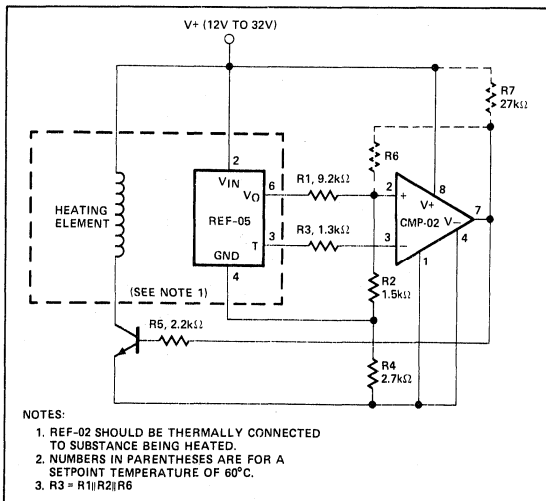 V+ (12V TO 32V)
R7
27kΩ
R6
2
VIN
VO
6
R1, 9.2kΩ
2
+
8
V+
HEATING
ELEMENT
REF-05
CMP-02
V−
7
4
T
3
R3, 1.3kΩ
3
−
GND
4
1
R2
1.5kΩ
(SEE NOTE 1)
R5, 2.2kΩ
R4
2.7kΩ
NOTES:
1. REF-02 SHOULD BE THERMALLY CONNECTED
TO SUBSTANCE BEING HEATED.
2. NUMBERS IN PARENTHESES ARE FOR A
SETPOINT TEMPERATURE OF 60°C.
3. R3 = R1||R2||R6